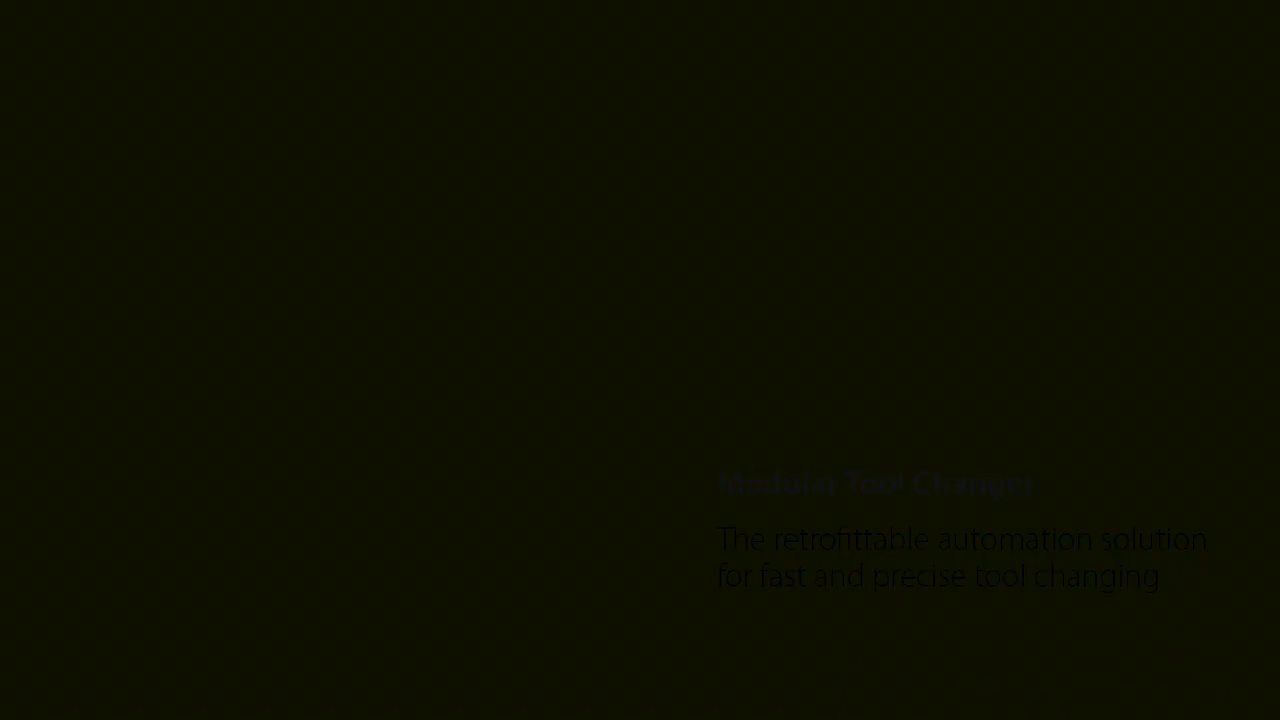 Modular Tool Changer
The retrofittable automation solution
for fast and precise tool changing